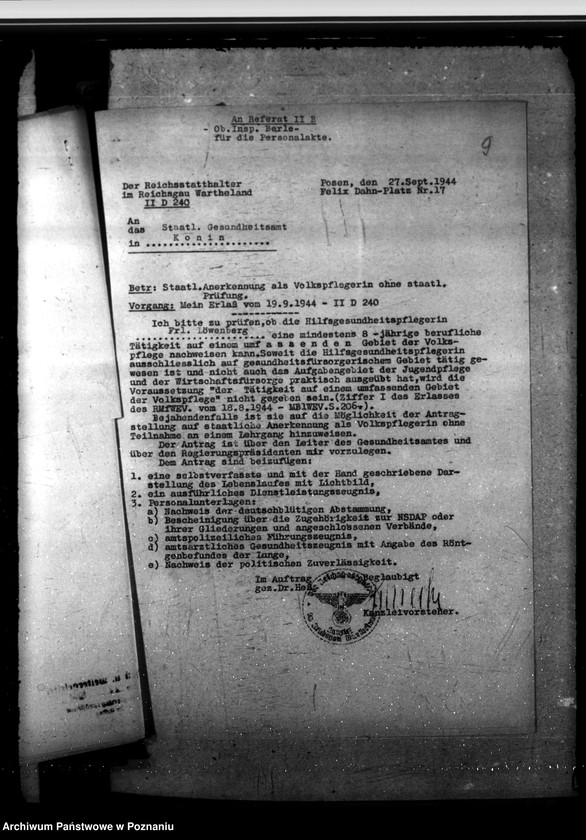 An Referat II B
- Ob.Insp. Berle-
für die Personalakte.
9
Der Reichsstatthalter
im Reichsgau Wartheland
II D 240
Posen, den 27.Sept.1944
Felix Dahn-Platz Nr.17
An
das Staatl. Gesundheitsamt
in Konin
Betr: Staatl.Anerkennung als Volkspflegerin ohne staatl.
Prüfung.
Vorgang: Mein Erlaß vom 19.9.1944 - II D 240
Ich bitte zu prüfen,ob die Hilfsgesundheitspflegerin
Frl. Löwenberg eine mindestens 8 -jährige berufliche
Tätigkeit auf einem umfassenden Gebiet der Volks-
pflege nachweisen kann.Soweit die Hilfsgesundheitspflegerin
ausschliesslich auf gesundheitsfürsorgerischem Gebiet tätig ge-
wesen ist und nicht auch das Aufgabengebiet der Jugendpflege
und der Wirtschaftsfürsorge praktisch ausgeübt hat,wird die
Voraussetzung "der Tätigkeit auf einem umfassenden Gebiet
der Volkspflege" nicht gegeben sein.(Ziffer I des Erlasses
des RMfWEV. vom 18.8.1944 - MBlWEV.S.206-).
Bejahendenfalls ist sie auf die Möglichkeit der Antrag-
stellung auf staatliche Anerkennung als Volkspflegerin ohne
Teilnahme an einem Lehrgang hinzuweisen.
Der Antrag ist über den Leiter des Gesundheitsamtes und
über den Regierungspräsidenten mir vorzulegen.
Dem Antrag sind beizufügen:
1. eine selbstverfasste und mit der Hand geschriebene Dar-
stellung des Lebenslaufes mit Lichtbild,
2. ein ausführliches Dienstleistungszeugnis,
3. Personalunterlagen:
a) Nachweis der deutschblütigen Abstammung,
b) Bescheinigung über die Zugehörigkeit zur NSDAP oder
ihrer Gliederungen und angeschlossenen Verbände,
c) amtspolizeiliches Führungszeugnis,
d) amtsärztliches Gesundheitszeugnis mit Angabe des Rönt-
genbefundes der Lunge,
e) Nachweis der politischen Zuverlässigkeit.
Im Auftrag
gez.Dr.
Beglaubigt
Kanzleivorsteher.
Archiwum Państwowe w Poznaniu